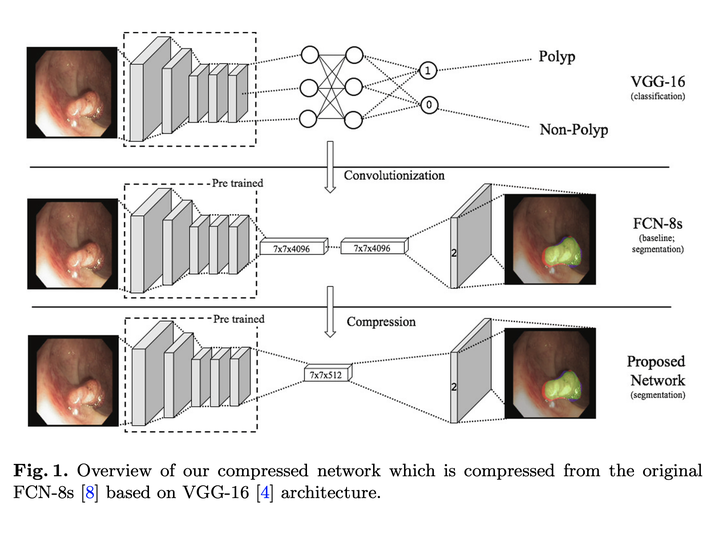 Polyp
1
VGG-16
(classification)
0
Non-Polyp
Convolutionization
Pre trained
FCN-8s
(baseline;
segmentation)
7x7x4096
7x7x4096
2
Pre trained
Compression
Proposed
Network
(segmentation)
7x7x512
2
Fig. 1. Overview of our compressed network which is compressed from the original
FCN-8s [8] based on VGG-16 [4] architecture.